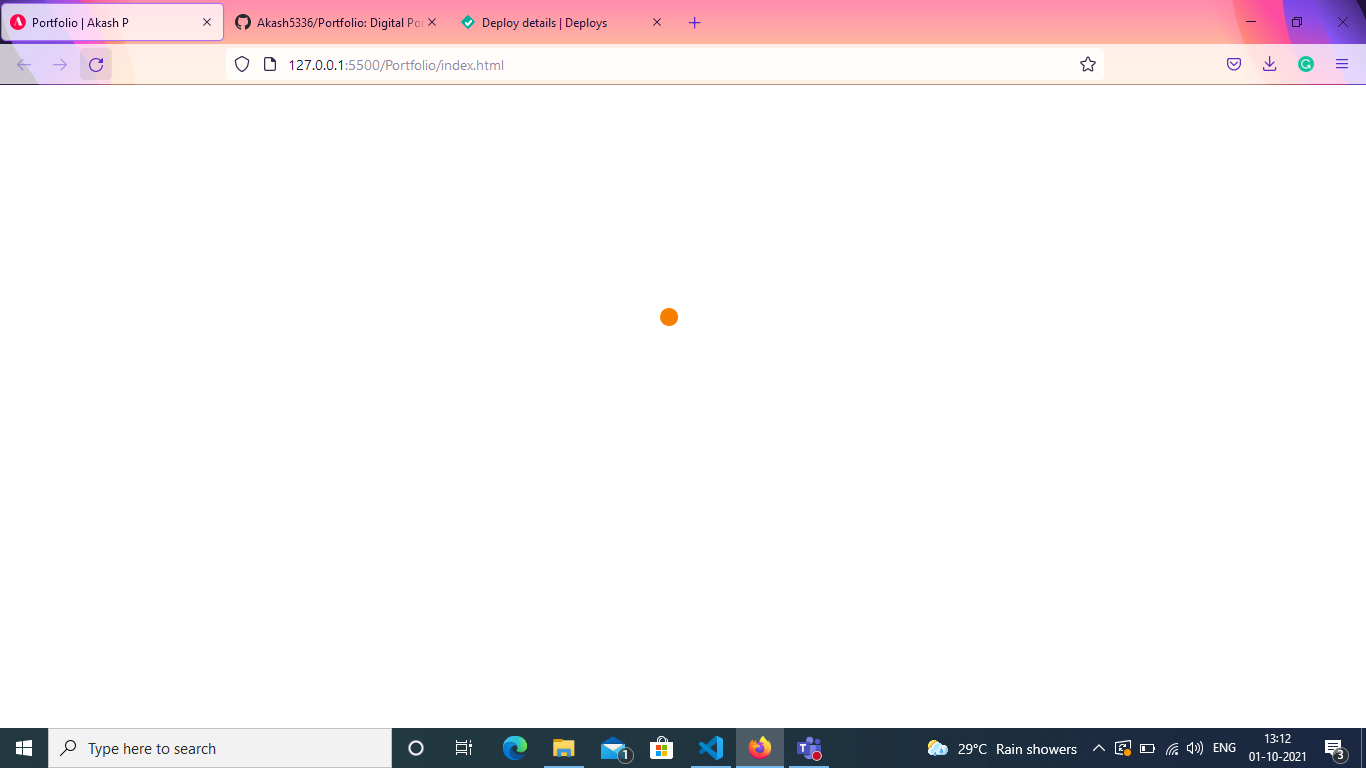 Portfolio | Akash P
Akash5336/Portfolio: Digital Po
Deploy details | Deploys
127.0.0.1:5500/Portfolio/index.html
Type here to search
1
29°C Rain showers
ENG
13:12
01-10-2021
3